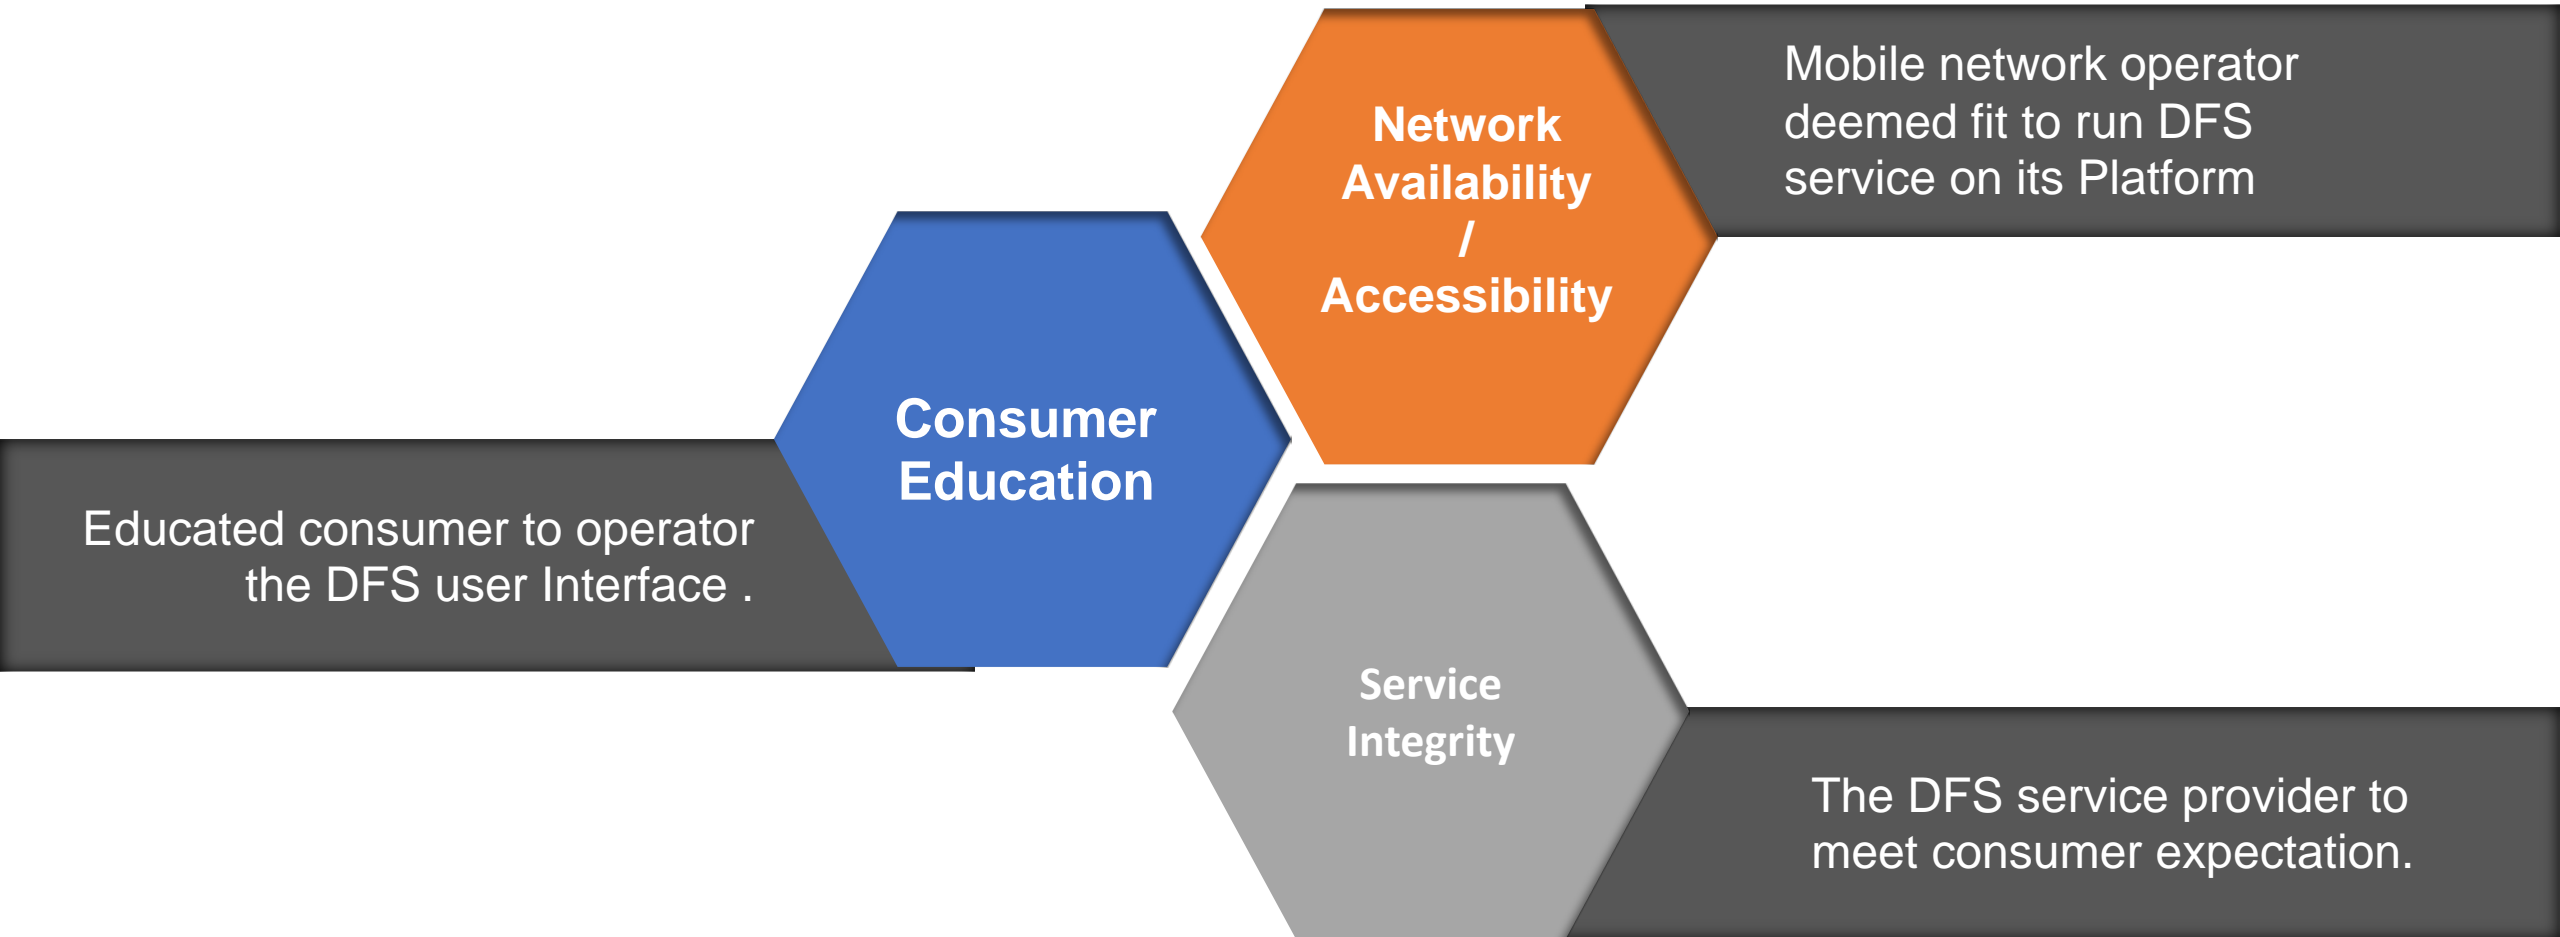 Network
Availability
/
Accessibility
Mobile network operator
deemed fit to run DFS
service on its Platform
Consumer
Education
Educated consumer to operator
the DFS user Interface .
Service
Integrity
The DFS service provider to
meet consumer expectation.